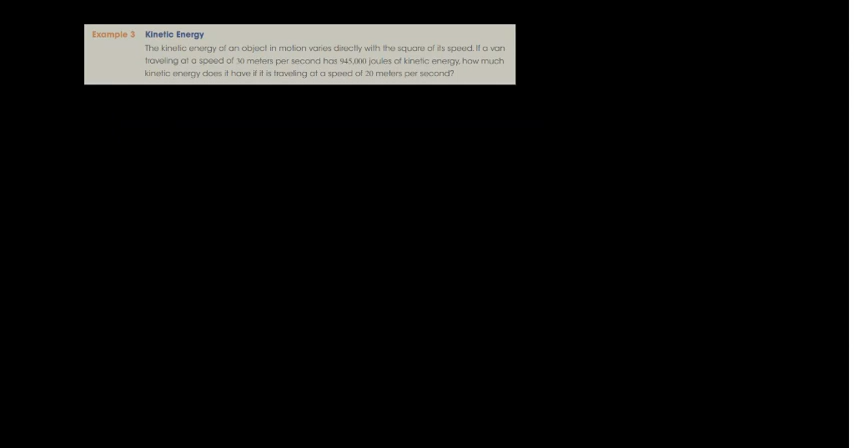 Example 3 Kinetic Energy
The kinetic energy of an object in motion varies directly with the square of its speed. If a van
traveling at a speed of 30 meters per second has 945,000 joules of kinetic energy, how much
kinetic energy does it have if it is traveling at a speed of 20 meters per second?